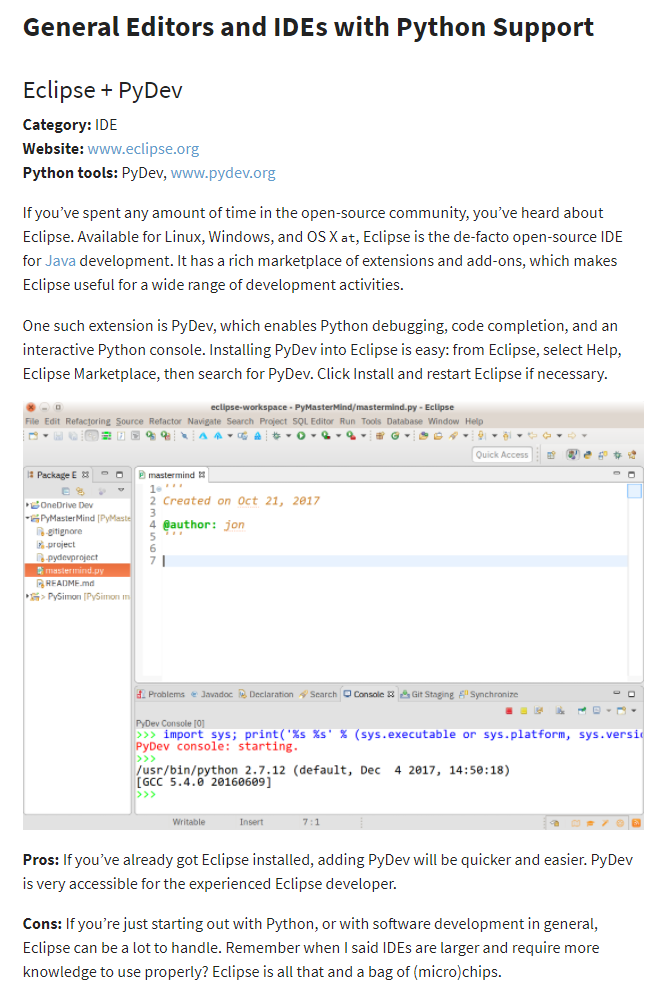 General Editors and IDEs with Python Support
Eclipse + PyDev
Category: IDE
Website: www.eclipse.org
Python tools: PyDev, www.pydev.org
If you’ve spent any amount of time in the open-source community, you’ve heard about
Eclipse. Available for Linux, Windows, and OS X at, Eclipse is the de-facto open-source IDE
for Java development. It has a rich marketplace of extensions and add-ons, which makes
Eclipse useful for a wide range of development activities.
One such extension is PyDev, which enables Python debugging, code completion, and an
interactive Python console. Installing PyDev into Eclipse is easy: from Eclipse, select Help,
Eclipse Marketplace, then search for PyDev. Click Install and restart Eclipse if necessary.
eclipse-workspace - PyMasterMind/mastermind.py - Eclipse
File Edit Refactoring Source Refactor Navigate Search Project SQL Editor Run Tools Database Window Help
Quick Access
Package E
mastermind
OneDrive Dev
PyMasterMind [PyMaste
.gitignore
.project
.pydevproject
mastermind.py
README.md
> PySimon [PySimon m
1 '''
2 Created on Oct 21, 2017
3
4 @author: jon
5 '''
6
7
Problems Javadoc Declaration Search Console Git Staging Synchronize
PyDev Console [0]
>>> import sys; print('%s %s' % (sys.executable or sys.platform, sys.versi
PyDev console: starting.
>>>
/usr/bin/python 2.7.12 (default, Dec  4 2017, 14:50:18)
[GCC 5.4.0 20160609]
>>>
Writable Insert 7 : 1
Pros: If you’ve already got Eclipse installed, adding PyDev will be quicker and easier. PyDev
is very accessible for the experienced Eclipse developer.
Cons: If you’re just starting out with Python, or with software development in general,
Eclipse can be a lot to handle. Remember when I said IDEs are larger and require more
knowledge to use properly? Eclipse is all that and a bag of (micro)chips.